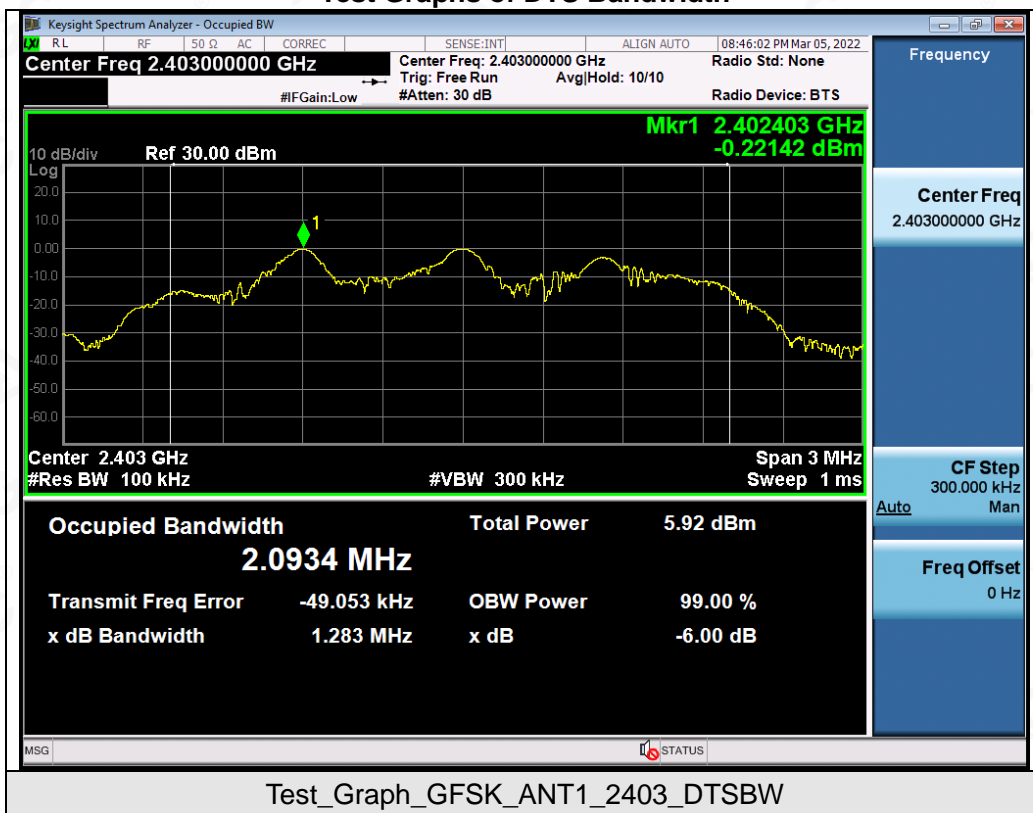 Test Graphs of DTS Bandwidth
Keysight Spectrum Analyzer - Occupied BW
LXI RL RF 50 Ω AC CORREC SENSE:INT ALIGN AUTO 08:46:02 PM Mar 05, 2022
Center Freq 2.403000000 GHz
#IFGain:Low
Center Freq: 2.403000000 GHz
Trig: Free Run Avg|Hold: 10/10
#Atten: 30 dB
Radio Std: None
Radio Device: BTS
Mkr1 2.402403 GHz
-0.22142 dBm
10 dB/div Ref 30.00 dBm
Log
20.0
10.0
0.00
-10.0
-20.0
-30.0
-40.0
-50.0
-60.0
1
Center 2.403 GHz Span 3 MHz
#Res BW 100 kHz #VBW 300 kHz Sweep 1 ms
Occupied Bandwidth Total Power 5.92 dBm
2.0934 MHz
Transmit Freq Error -49.053 kHz OBW Power 99.00 %
x dB Bandwidth 1.283 MHz x dB -6.00 dB
MSG STATUS
Frequency
Center Freq
2.403000000 GHz
CF Step
300.000 kHz
Auto Man
Freq Offset
0 Hz
Test_Graph_GFSK_ANT1_2403_DTSBW